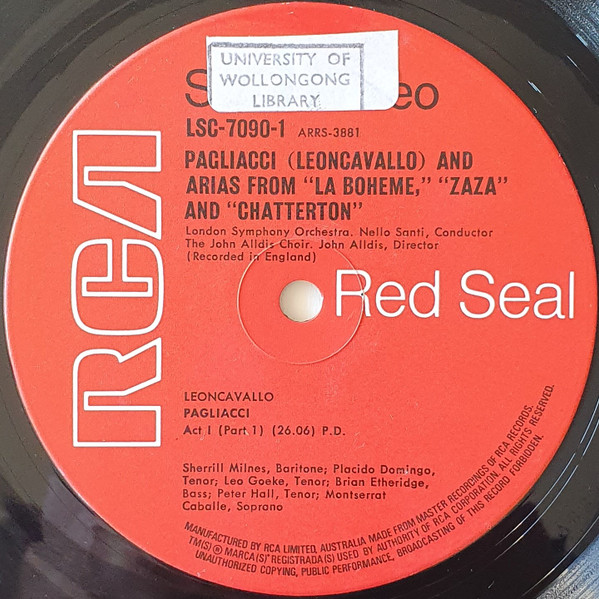 UNIVERSITY OF
WOLLONGONG
LIBRARY
S eo
LSC-7090-1 ARRS-3881
PAGLIACCI (LEONCAVALLO) AND
ARIAS FROM "LA BOHEME," "ZAZA"
AND "CHATTERTON"
London Symphony Orchestra. Nello Santi, Conductor
The John Alldis Choir. John Alldis, Director
(Recorded in England)
RCA
Red Seal
LEONCAVALLO
PAGLIACCI
Act I (Part 1) (26.06) P.D.
Sherrill Milnes, Baritone; Placido Domingo,
Tenor; Leo Goeke, Tenor; Brian Etheridge,
Bass; Peter Hall, Tenor; Montserrat
Caballe, Soprano
MANUFACTURED BY RCA LIMITED, AUSTRALIA MADE FROM MASTER RECORDINGS OF RCA RECORDS.
TM(S) ® MARCA(S) REGISTRADA(S) USED BY AUTHORITY OF RCA CORPORATION. ALL RIGHTS RESERVED.
UNAUTHORIZED COPYING, PUBLIC PERFORMANCE, BROADCASTING OF THIS RECORD FORBIDDEN.